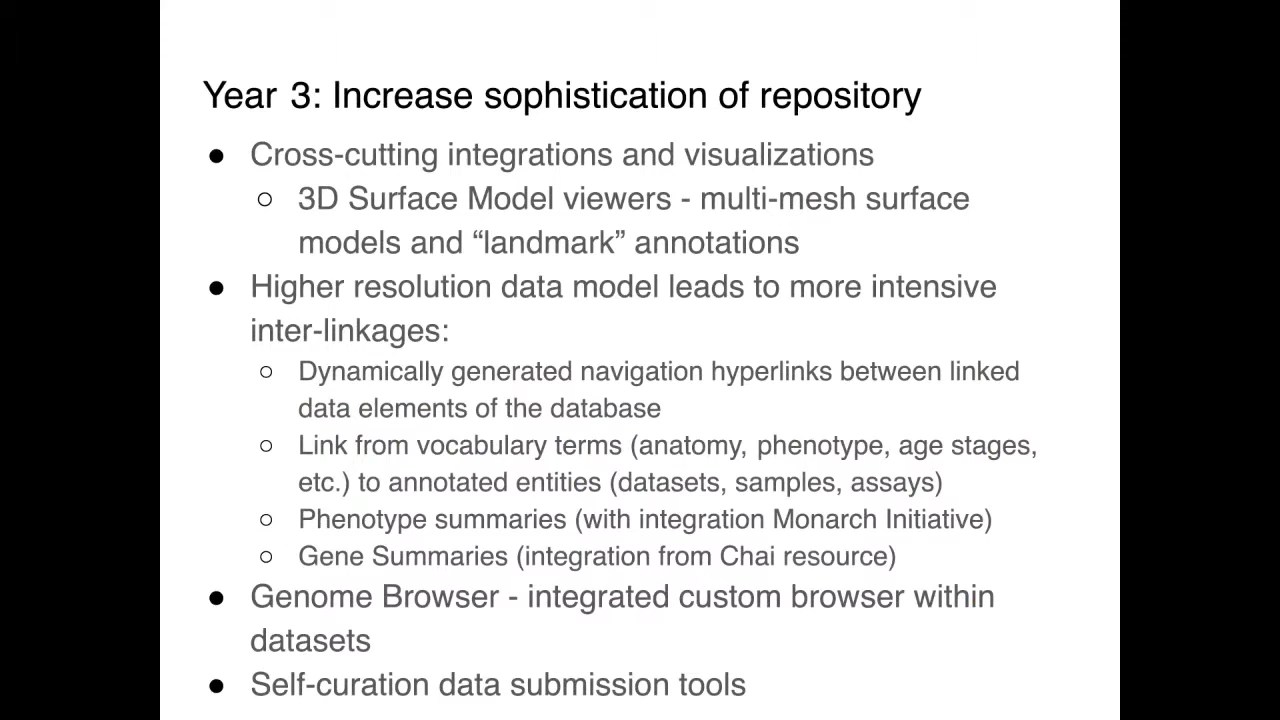 Year 3: Increase sophistication of repository
● Cross-cutting integrations and visualizations
○ 3D Surface Model viewers - multi-mesh surface
models and “landmark” annotations
● Higher resolution data model leads to more intensive
inter-linkages:
○ Dynamically generated navigation hyperlinks between linked
data elements of the database
○ Link from vocabulary terms (anatomy, phenotype, age stages,
etc.) to annotated entities (datasets, samples, assays)
○ Phenotype summaries (with integration Monarch Initiative)
○ Gene Summaries (integration from Chai resource)
● Genome Browser - integrated custom browser within
datasets
● Self-curation data submission tools